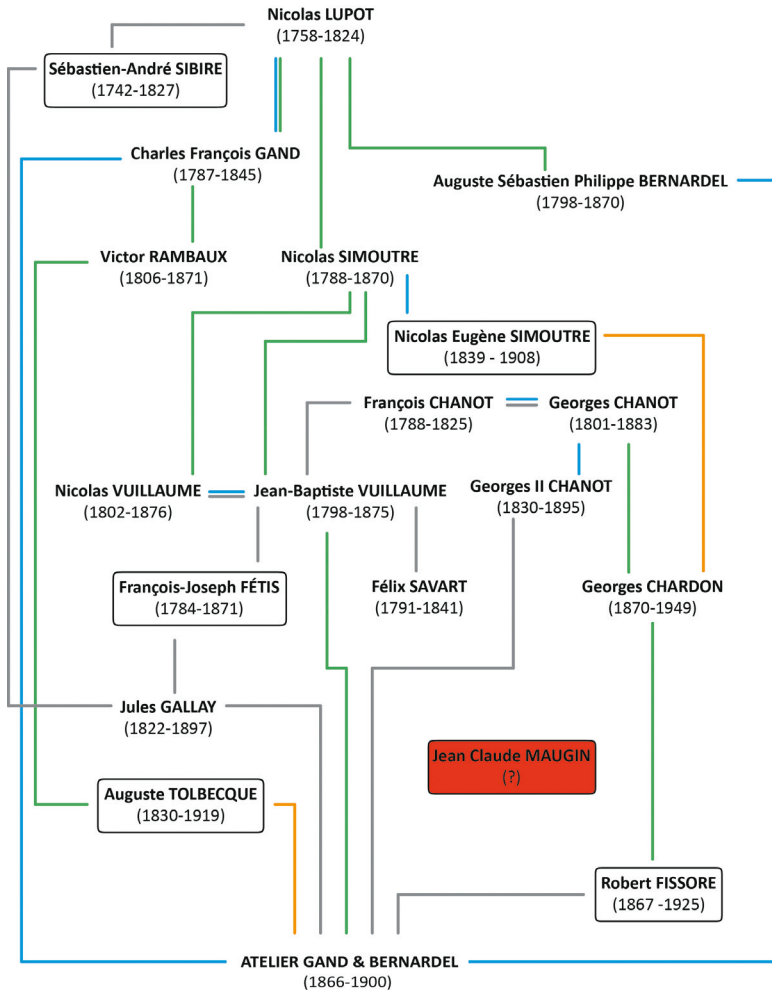 Nicolas LUPOT
(1758-1824)
Sébastien-André SIBIRE
(1742-1827)
Charles François GAND
(1787-1845)
Auguste Sébastien Philippe BERNARDEL
(1798-1870)
Victor RAMBAUX
(1806-1871)
Nicolas SIMOUTRE
(1788-1870)
Nicolas Eugène SIMOUTRE
(1839 - 1908)
François CHANOT
(1788-1825)
Georges CHANOT
(1801-1883)
Nicolas VUILLAUME
(1802-1876)
Jean-Baptiste VUILLAUME
(1798-1875)
Georges II CHANOT
(1830-1895)
François-Joseph FÉTIS
(1784-1871)
Félix SAVART
(1791-1841)
Georges CHARDON
(1870-1949)
Jules GALLAY
(1822-1897)
Jean Claude MAUGIN
(?)
Auguste TOLBECQUE
(1830-1919)
Robert FISSORE
(1867 -1925)
ATELIER GAND & BERNARDEL
(1866-1900)